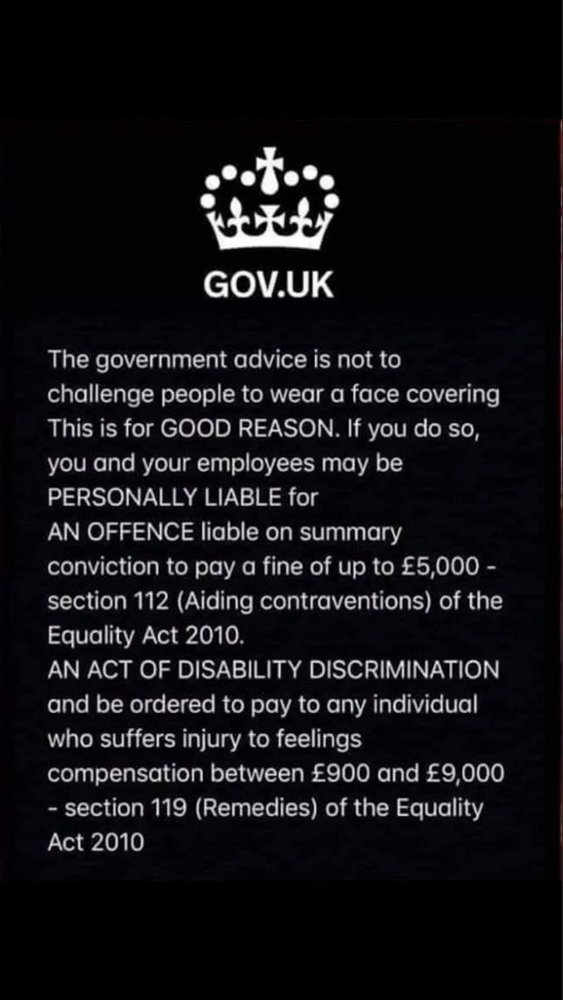 GOV.UK
The government advice is not to
challenge people to wear a face covering
This is for GOOD REASON. If you do so,
you and your employees may be
PERSONALLY LIABLE for
AN OFFENCE liable on summary
conviction to pay a fine of up to £5,000 -
section 112 (Aiding contraventions) of the
Equality Act 2010.
AN ACT OF DISABILITY DISCRIMINATION
and be ordered to pay to any individual
who suffers injury to feelings
compensation between £900 and £9,000
- section 119 (Remedies) of the Equality
Act 2010